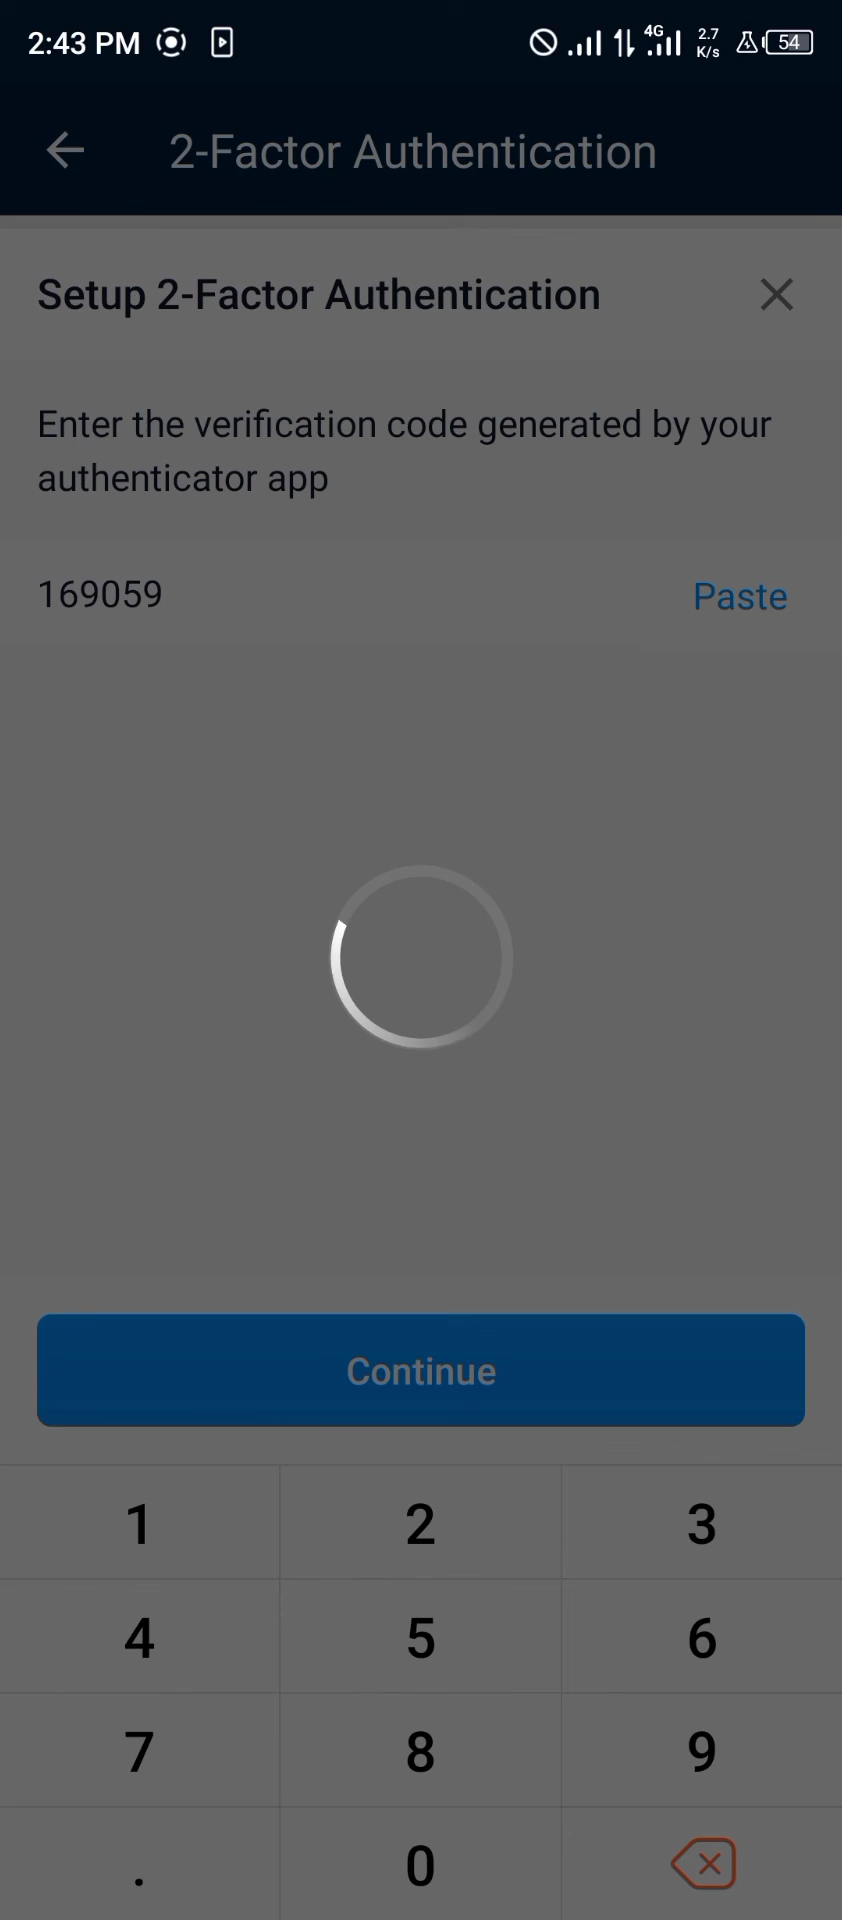 2:43 PM
4G
2.7
K/s
54
2-Factor Authentication
Setup 2-Factor Authentication
Enter the verification code generated by your
authenticator app
169059
Paste
Continue
1 2 3
4 5 6
7 8 9
. 0